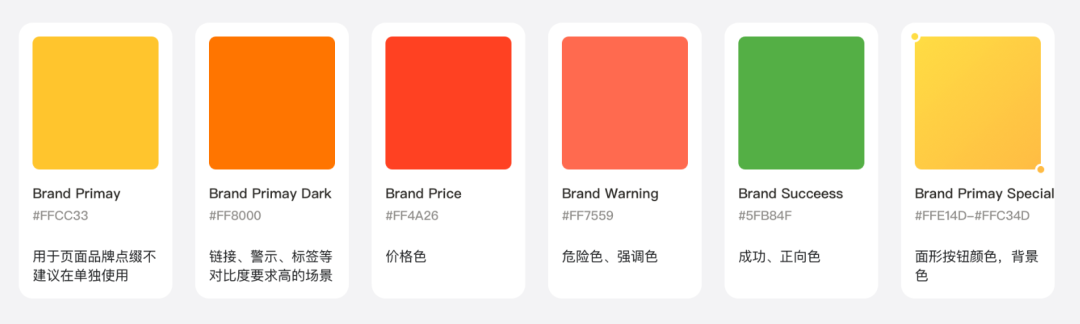 Brand Primay
#FFCC33
用于页面品牌点缀不
建议在单独使用
Brand Primay Dark
#FF8000
链接、警示、标签等
对比度要求高的场景
Brand Price
#FF4A26
价格色
Brand Warning
#FF7559
危险色、强调色
Brand Succeess
#5FB84F
成功、正向色
Brand Primay Special
#FFE14D-#FFC34D
面形按钮颜色，背景
色